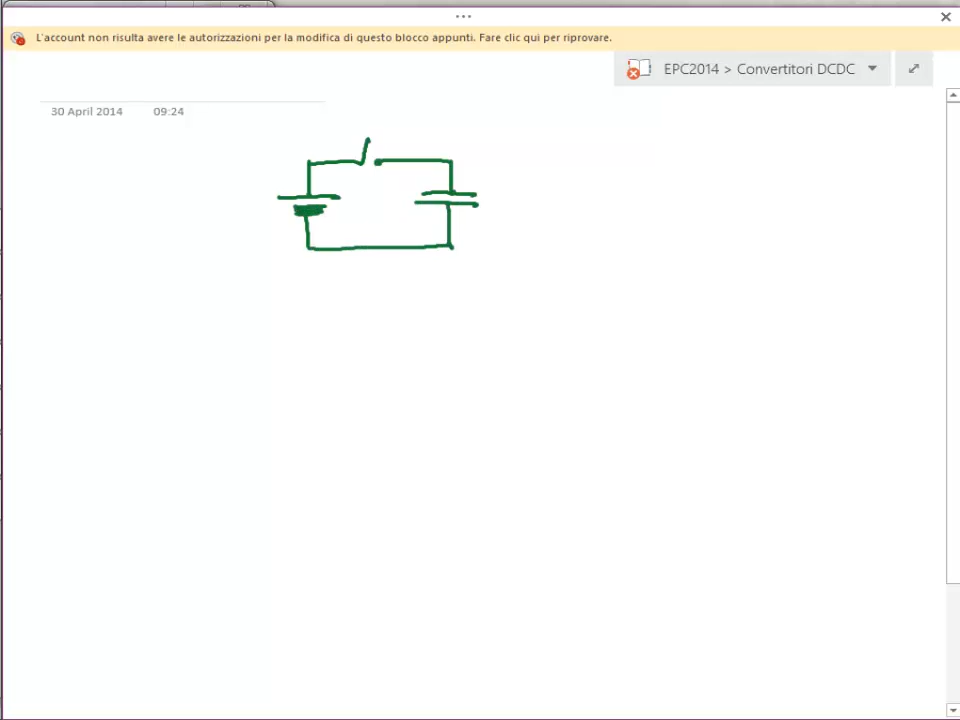 L'account non risulta avere le autorizzazioni per la modifica di questo blocco appunti. Fare clic qui per riprovare.
EPC2014 > Convertitori DCDC
30 April 2014 09:24